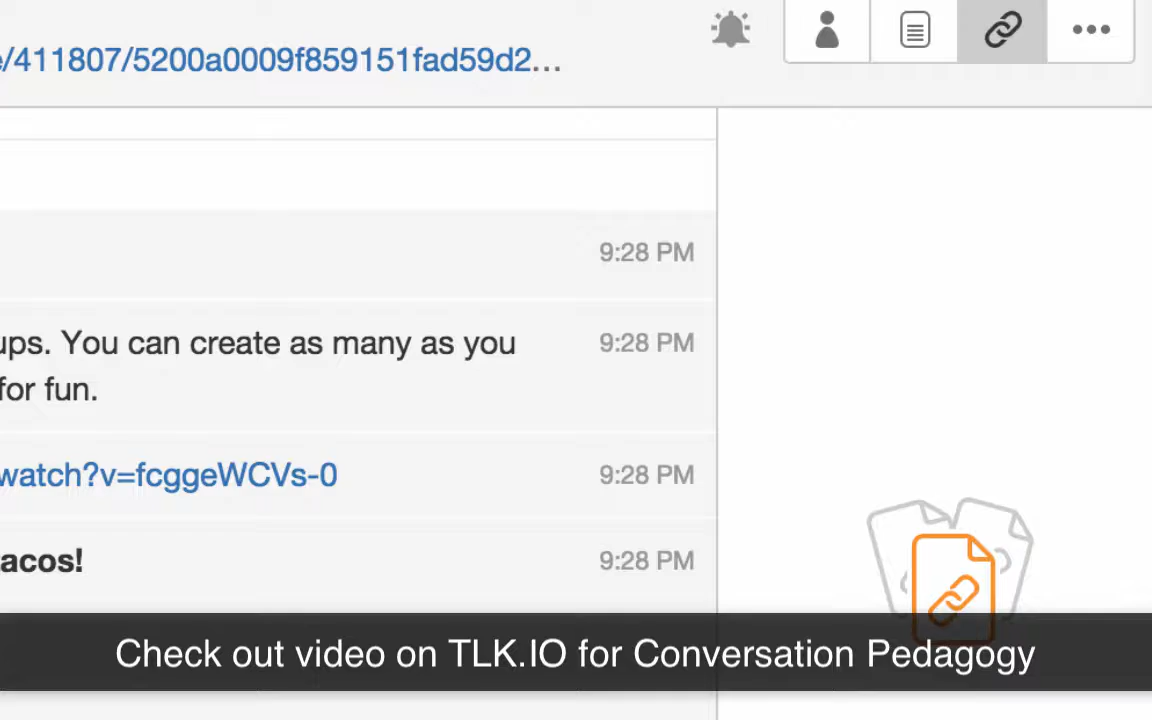 /411807/5200a0009f859151fad59d2...
9:28 PM
ups. You can create as many as you
9:28 PM
for fun.
watch?v=fcggeWCVs-0
9:28 PM
acos!
9:28 PM
Check out video on TLK.IO for Conversation Pedagogy